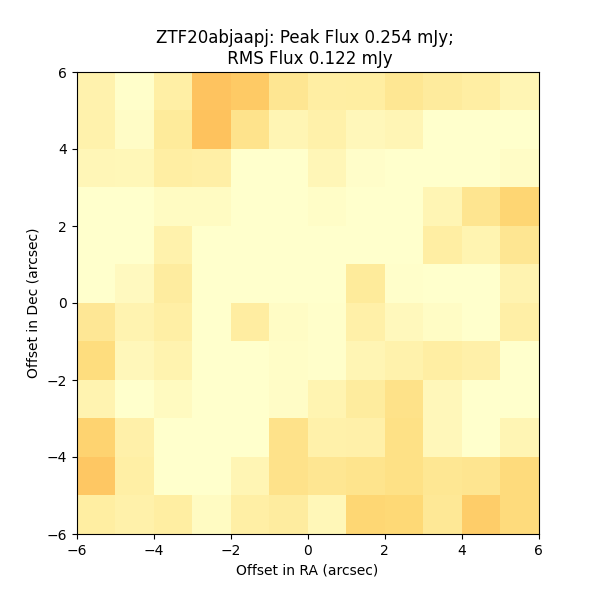 ZTF20abjaapj: Peak Flux 0.254 mJy;
RMS Flux 0.122 mJy
6
4
2
0
−2
−4
−6
Offset in Dec (arcsec)
−6 −4 −2 0 2 4 6
Offset in RA (arcsec)